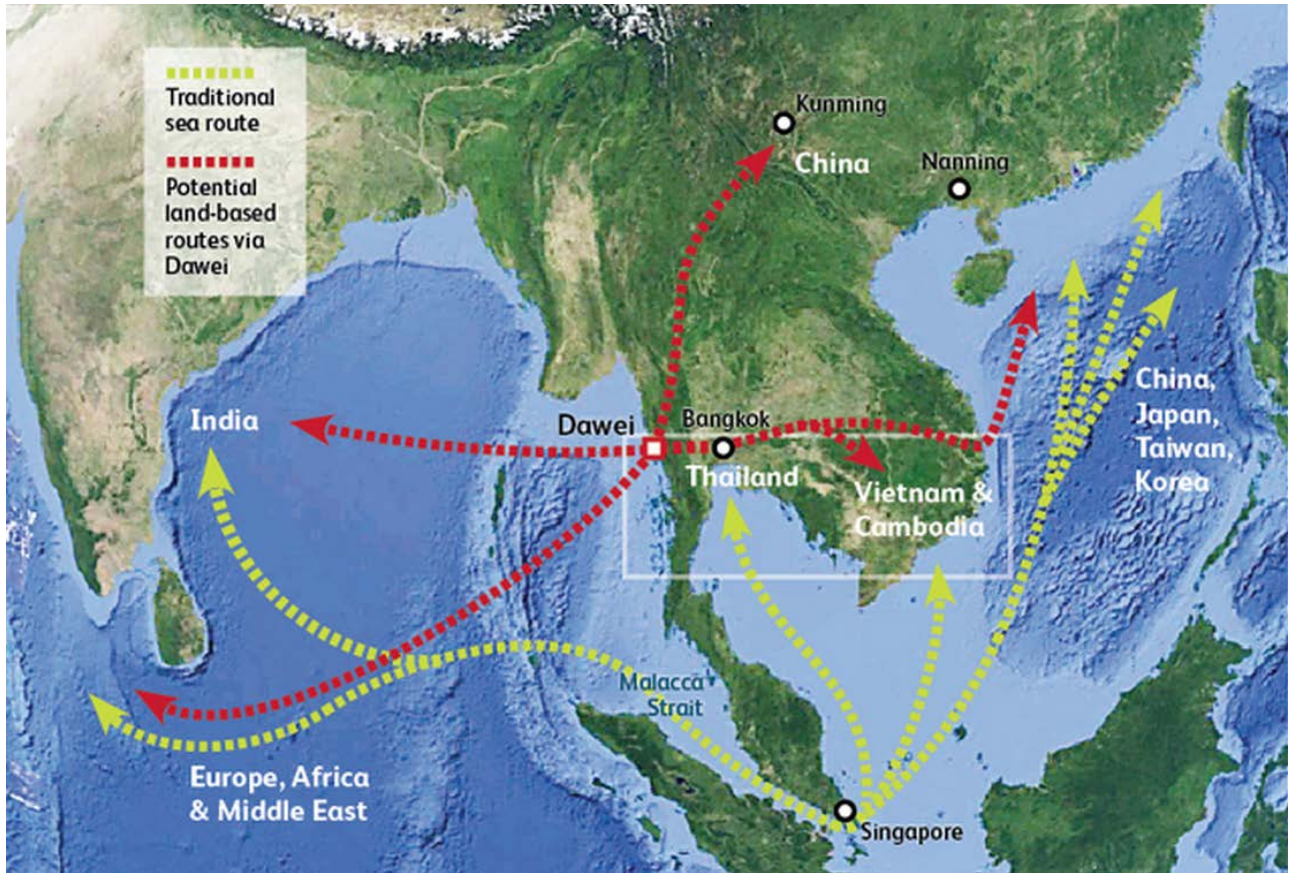 Traditional
sea route
Potential
land-based
routes via
Dawei
Kunming
China
Nanning
India
Dawei
Bangkok
Thailand
Vietnam &
Cambodia
China,
Japan,
Taiwan,
Korea
Malacca
Strait
Europe, Africa
& Middle East
Singapore